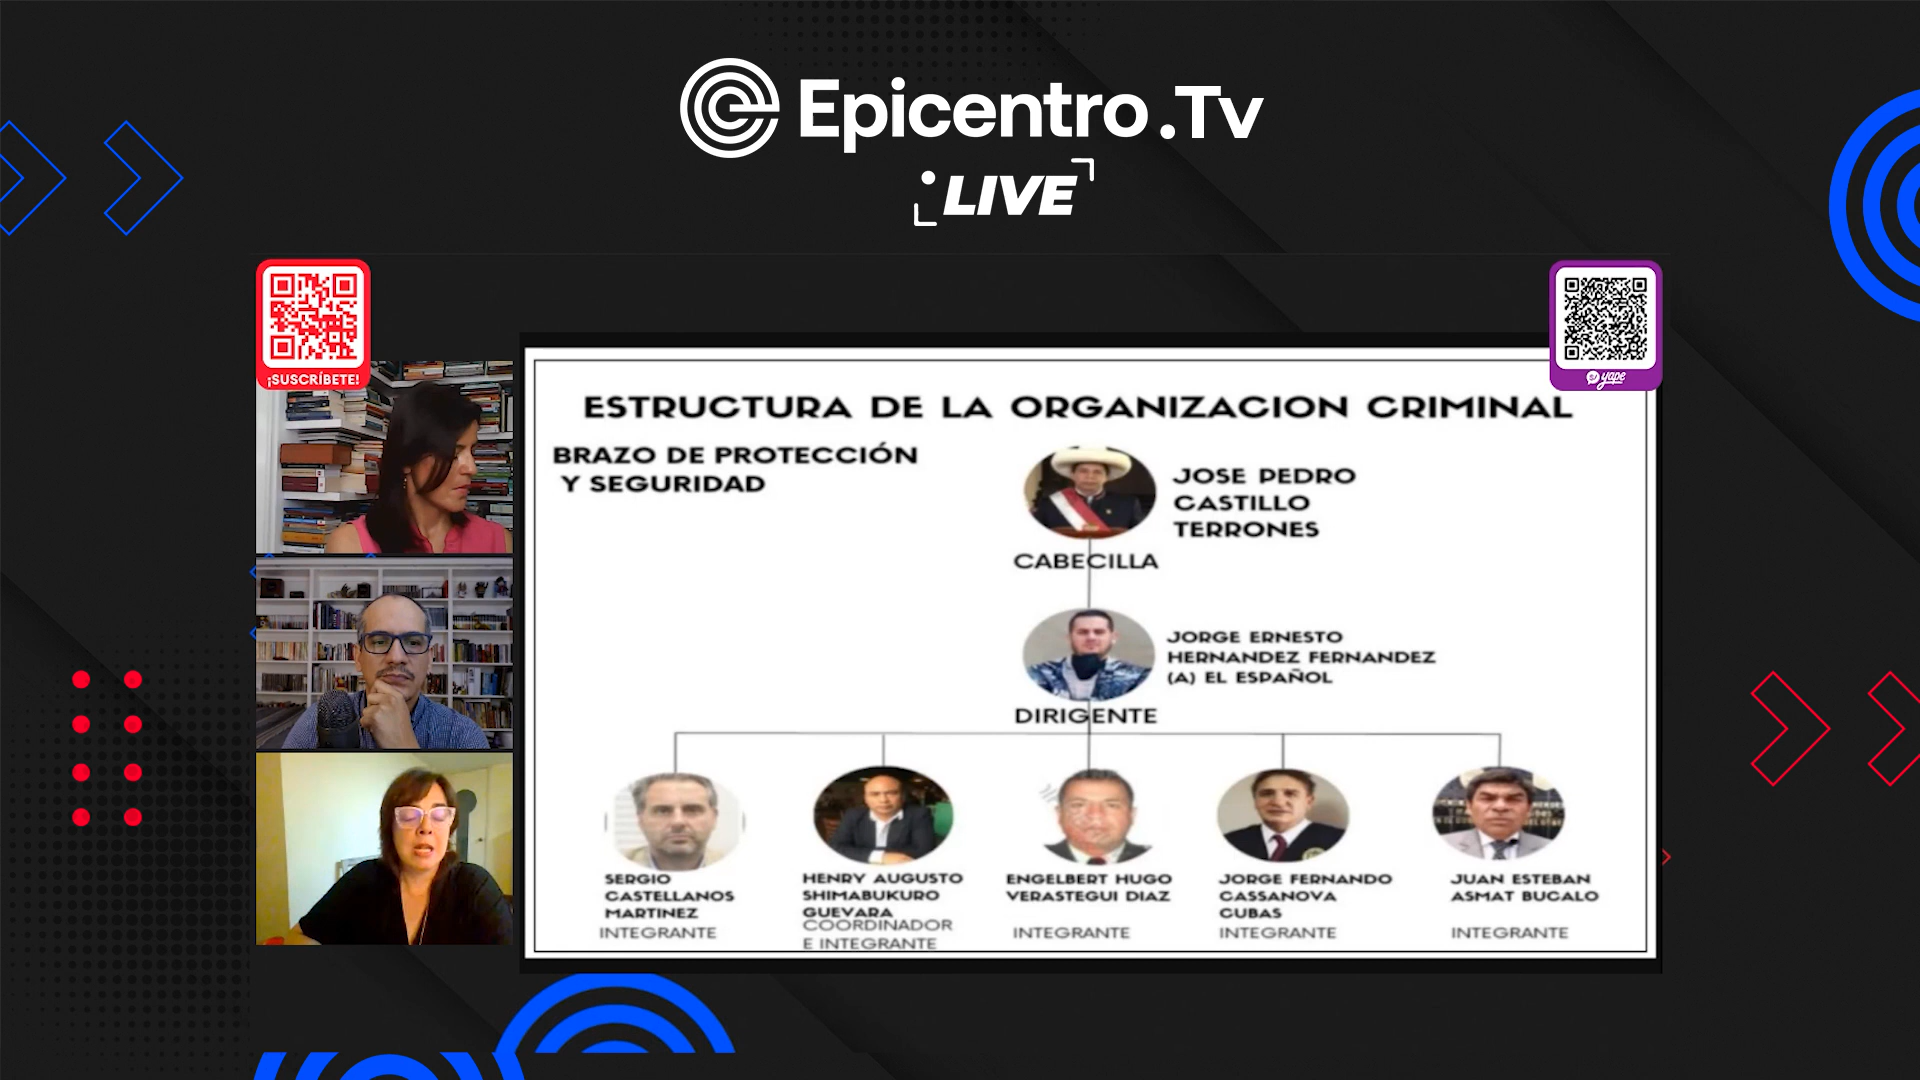 Epicentro.Tv
LIVE
¡SUSCRÍBETE!
yape
ESTRUCTURA DE LA ORGANIZACION CRIMINAL
BRAZO DE PROTECCIÓN
Y SEGURIDAD
JOSE PEDRO
CASTILLO
TERRONES
CABECILLA
JORGE ERNESTO
HERNANDEZ FERNANDEZ
(A) EL ESPAÑOL
DIRIGENTE
SERGIO
CASTELLANOS
MARTINEZ
INTEGRANTE
HENRY AUGUSTO
SHIMABUKURO
GUEVARA
COORDINADOR
E INTEGRANTE
ENGELBERT HUGO
VERASTEGUI DIAZ
INTEGRANTE
JORGE FERNANDO
CASSANOVA
CUBAS
INTEGRANTE
JUAN ESTEBAN
ASMAT BUCALO
INTEGRANTE